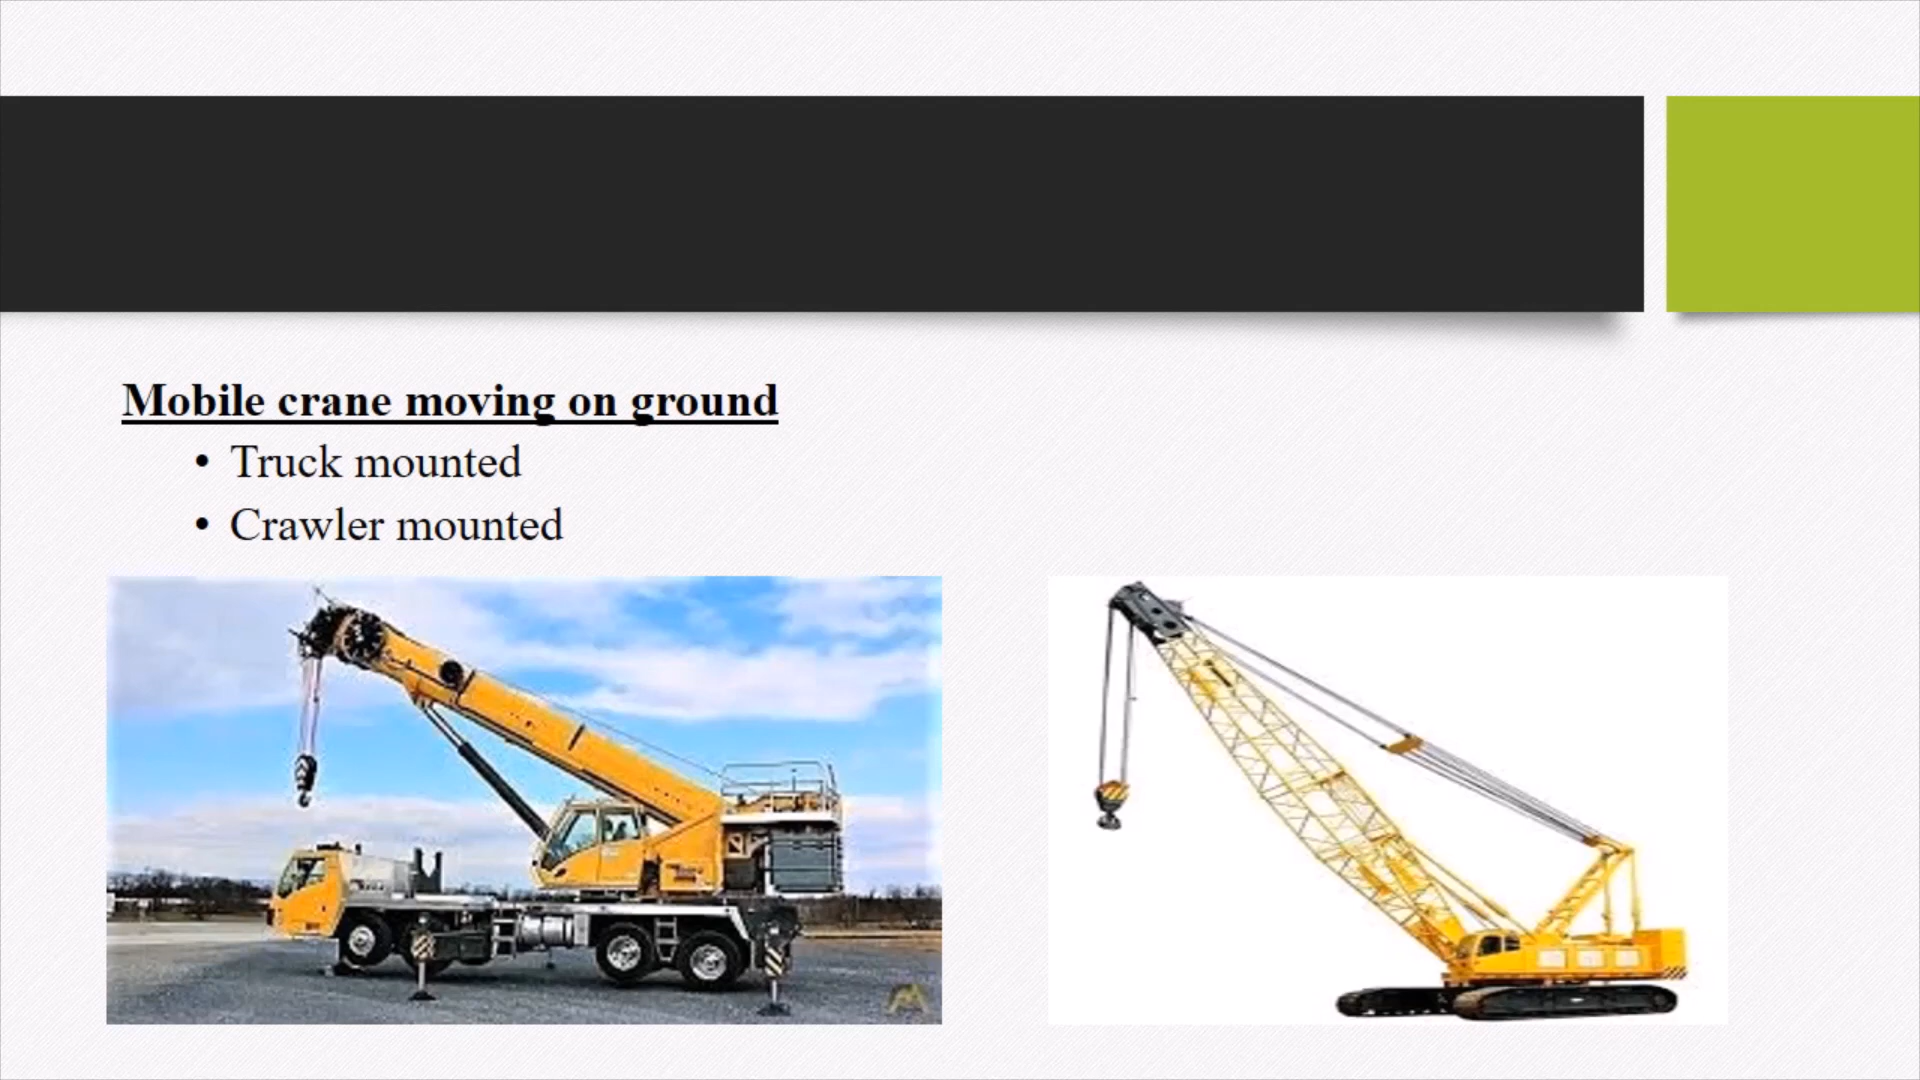 Mobile crane moving on ground
• Truck mounted
• Crawler mounted